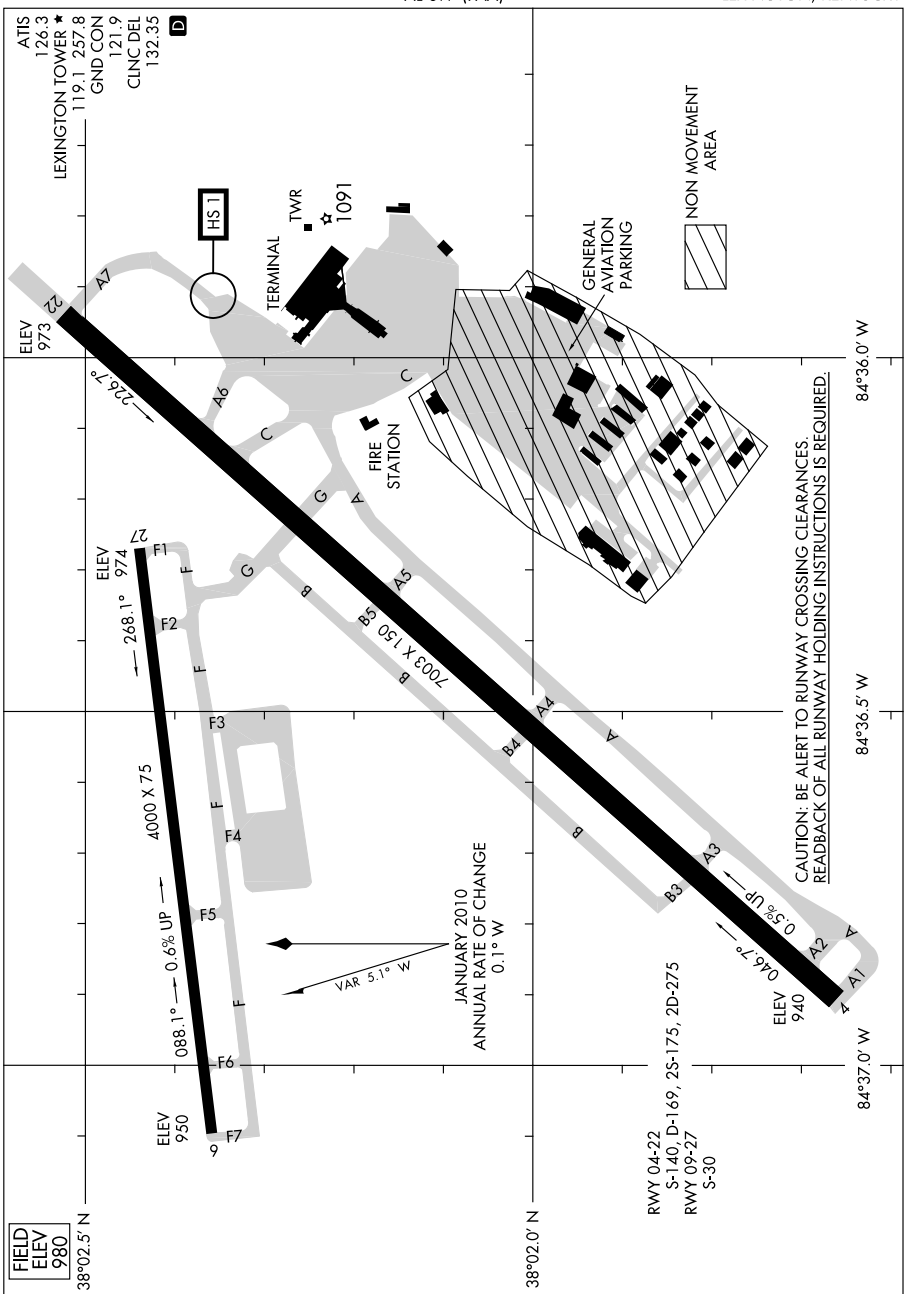 ATIS
126.3
LEXINGTON TOWER ★
119.1 257.8
GND CON
121.9
CLNC DEL
132.35
D
FIELD
ELEV
980
38°02.5' N
38°02.0' N
84°36.0' W
84°36.5' W
84°37.0' W
ELEV
973
22
226.7°
A7
HS 1
TERMINAL
TWR
1091
A6
C
C
FIRE
STATION
G
G
A
A5
B5
B
B
7003 X 150
B4
A4
A
B
B3
A3
0.5% UP
046.7°
A2
A
A1
4
ELEV
940
ELEV
974
27
F1
F
268.1°
F2
F
F3
4000 X 75
F
F4
0.6% UP
F5
088.1°
F
F6
ELEV
950
9
F7
VAR 5.1° W
JANUARY 2010
ANNUAL RATE OF CHANGE
0.1° W
GENERAL
AVIATION
PARKING
NON MOVEMENT
AREA
CAUTION: BE ALERT TO RUNWAY CROSSING CLEARANCES.
READBACK OF ALL RUNWAY HOLDING INSTRUCTIONS IS REQUIRED.
RWY 04-22
S-140, D-169, 2S-175, 2D-275
RWY 09-27
S-30